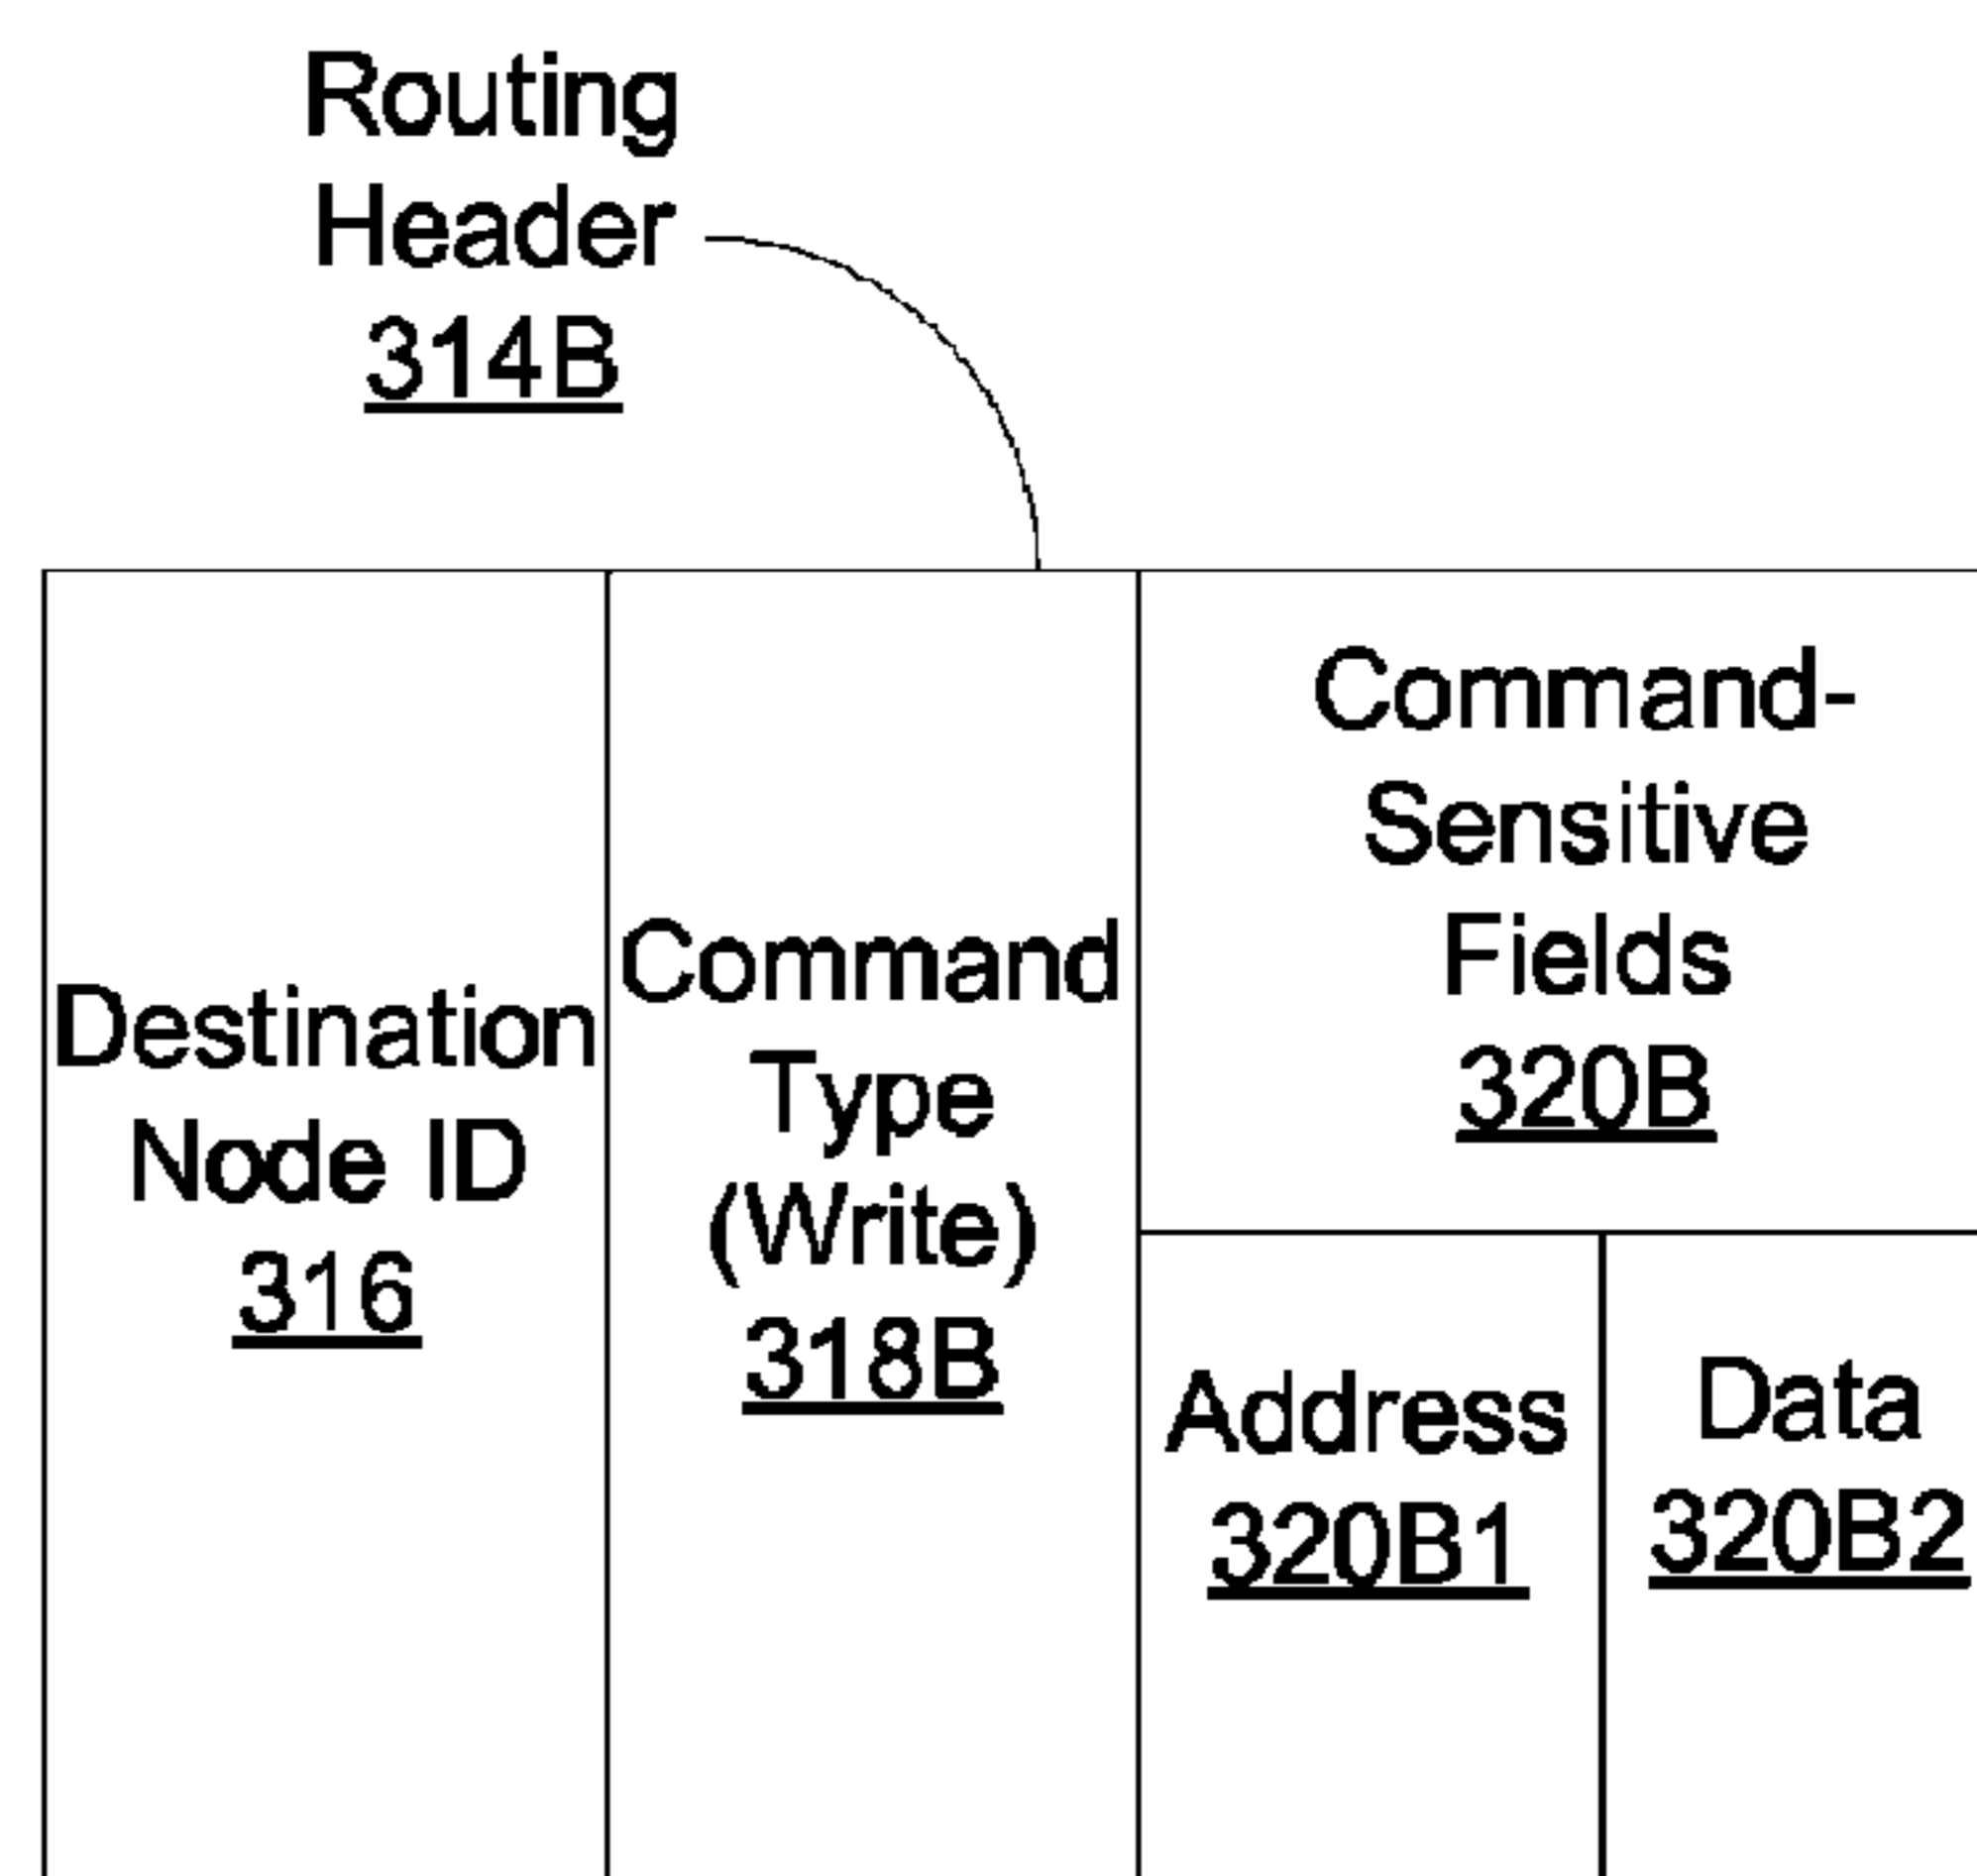 Routing
Header
314B
Destination
Node ID
316
Command
Type
(Write)
318B
Command-
Sensitive
Fields
320B
Address
320B1
Data
320B2